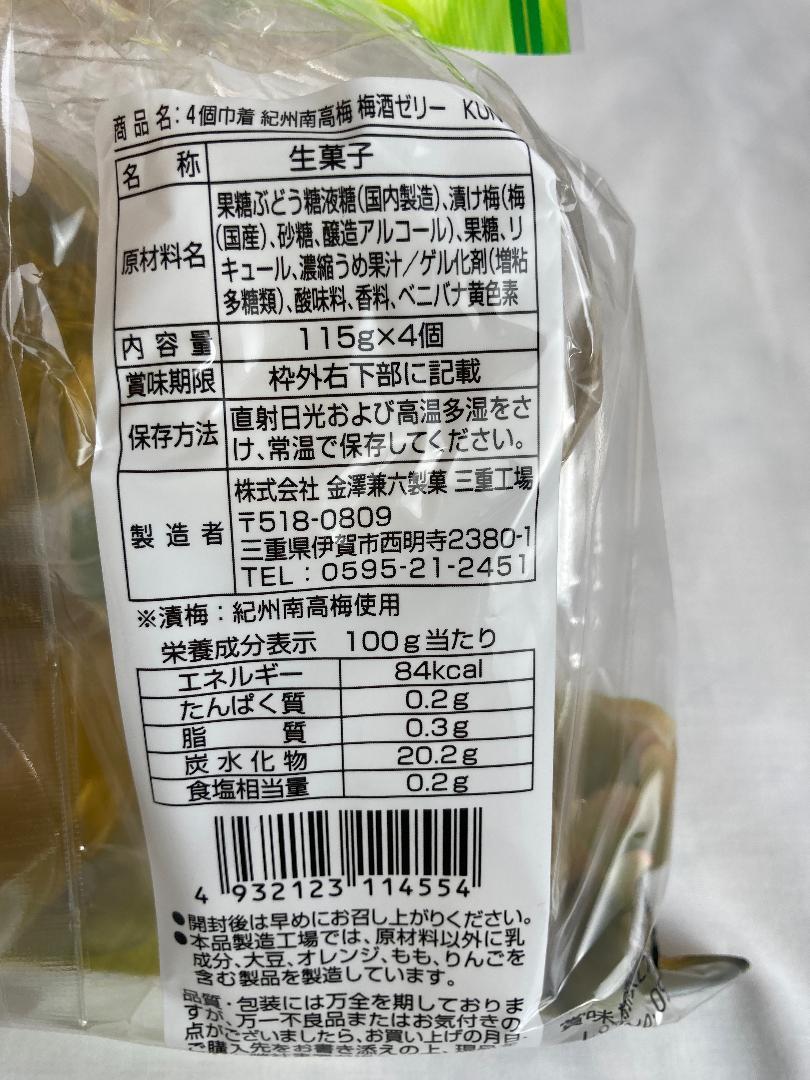 商品名:4個巾着 紀州南高梅 梅酒ゼリー KUN
名 称 生菓子
原材料名 果糖ぶどう糖液糖(国内製造)、漬け梅(梅
(国産)、砂糖、醸造アルコール)、果糖、リ
キュール、濃縮うめ果汁/ゲル化剤(増粘
多糖類)、酸味料、香料、ベニバナ黄色素
内 容 量 115g×4個
賞味期限 枠外右下部に記載
保存方法 直射日光および高温多湿をさ
け、常温で保存してください。
製 造 者 株式会社 金澤兼六製菓 三重工場
〒518-0809
三重県伊賀市西明寺2380-1
TEL:0595-21-2451
※漬梅:紀州南高梅使用
栄養成分表示 100g当たり
エネルギー 84kcal
たんぱく質 0.2g
脂 質 0.3g
炭水化物 20.2g
食塩相当量 0.2g
4 932123 114554
●開封後は早めにお召し上がりください。
●本品製造工場では、原材料以外に乳
成分、大豆、オレンジ、もも、りんごを
含む製品を製造しています。
品質・包装には万全を期しておりま
すが、万一不良品またはお気付きの
点がございましたら、お買い上げの月日
ご購入先をお書き添えの上、現品
賞味